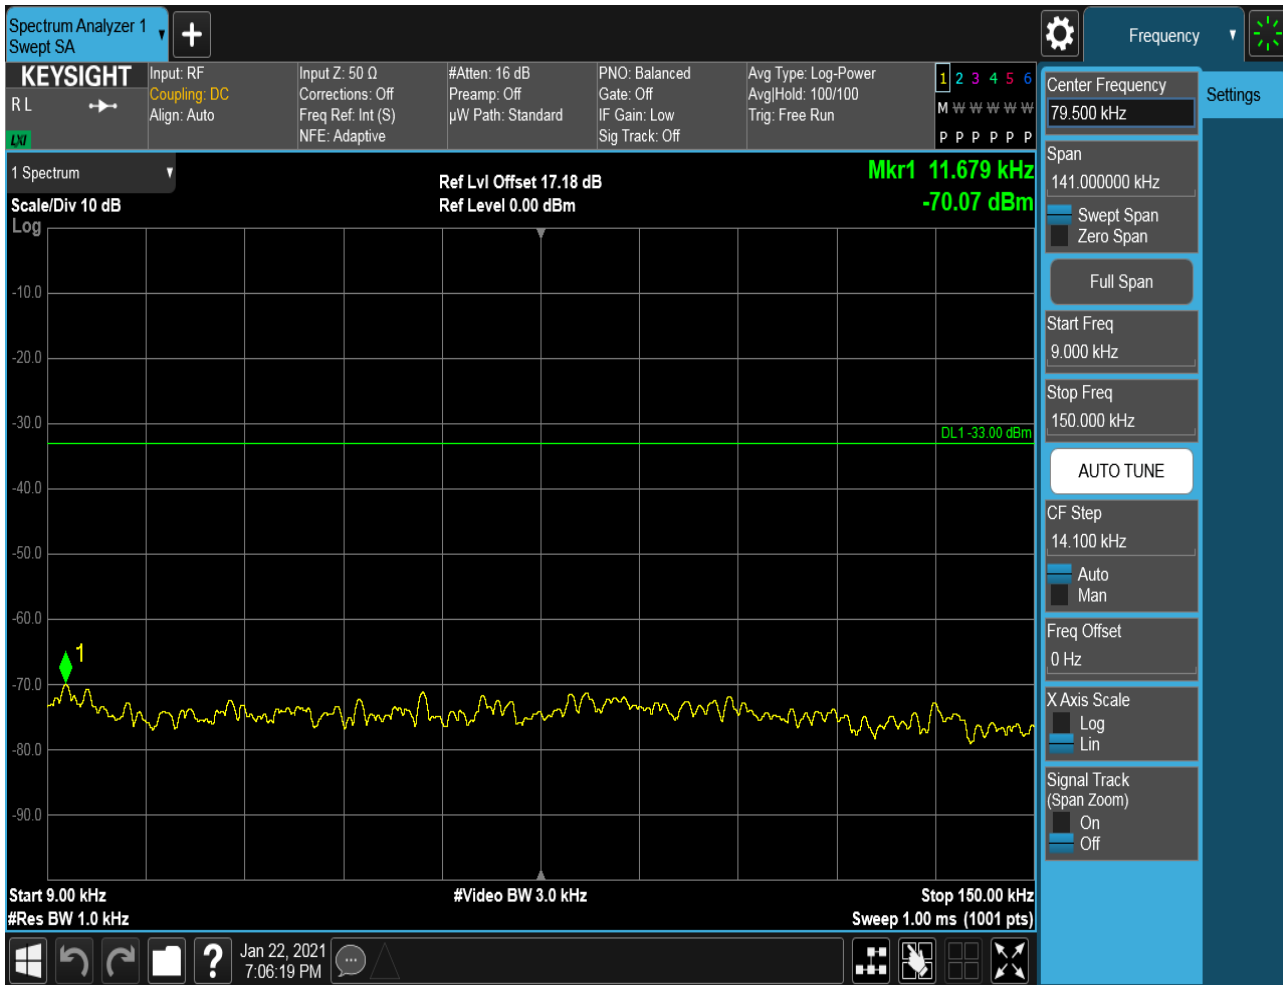 Spectrum Analyzer 1
Swept SA
Frequency
KEYSIGHT
R L
LXI
Input: RF
Coupling: DC
Align: Auto
Input Z: 50 Ω
Corrections: Off
Freq Ref: Int (S)
NFE: Adaptive
#Atten: 16 dB
Preamp: Off
µW Path: Standard
PNO: Balanced
Gate: Off
IF Gain: Low
Sig Track: Off
Avg Type: Log-Power
Avg|Hold: 100/100
Trig: Free Run
1 2 3 4 5 6
M W W W W W
P P P P P P
1 Spectrum
Scale/Div 10 dB
Log
Ref Lvl Offset 17.18 dB
Ref Level 0.00 dBm
Mkr1 11.679 kHz
-70.07 dBm
-10.0
-20.0
-30.0
DL1 -33.00 dBm
-40.0
-50.0
-60.0
1
-70.0
-80.0
-90.0
Start 9.00 kHz
#Res BW 1.0 kHz
#Video BW 3.0 kHz
Stop 150.00 kHz
Sweep 1.00 ms (1001 pts)
Center Frequency
79.500 kHz
Settings
Span
141.000000 kHz
Swept Span
Zero Span
Full Span
Start Freq
9.000 kHz
Stop Freq
150.000 kHz
AUTO TUNE
CF Step
14.100 kHz
Auto
Man
Freq Offset
0 Hz
X Axis Scale
Log
Lin
Signal Track
(Span Zoom)
On
Off
?
Jan 22, 2021
7:06:19 PM